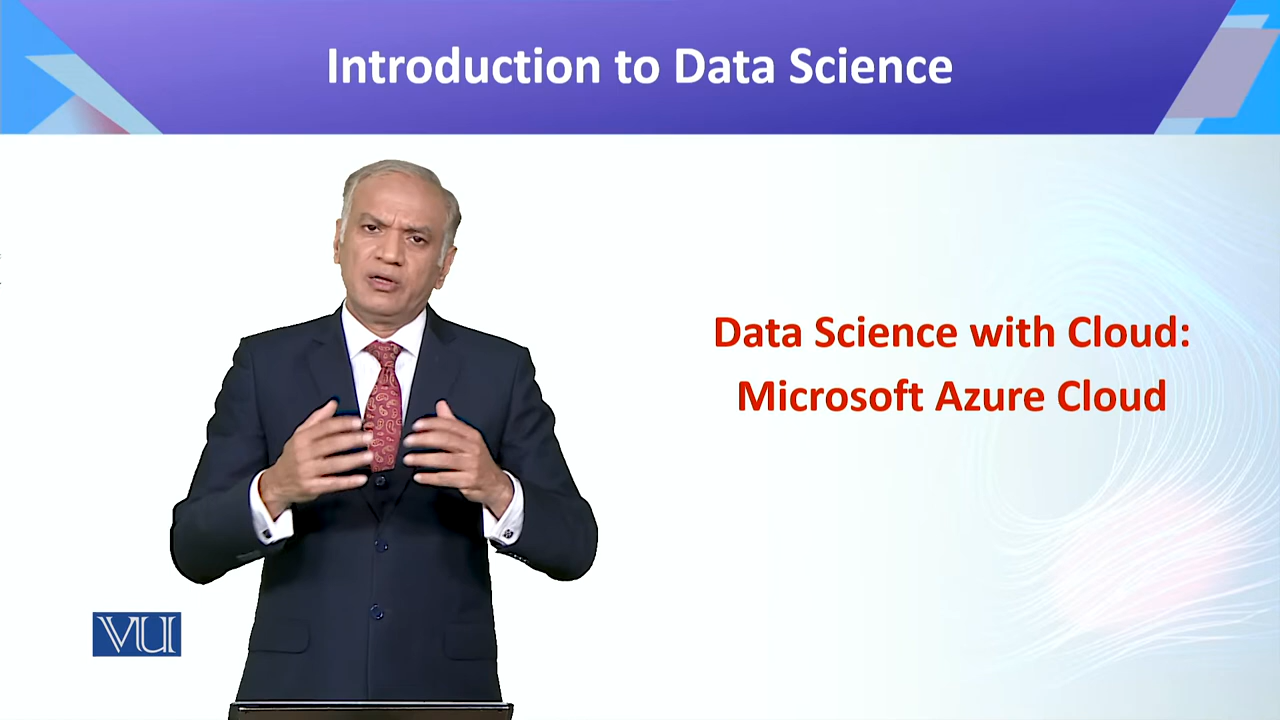 Introduction to Data Science
Data Science with Cloud:
Microsoft Azure Cloud
VU